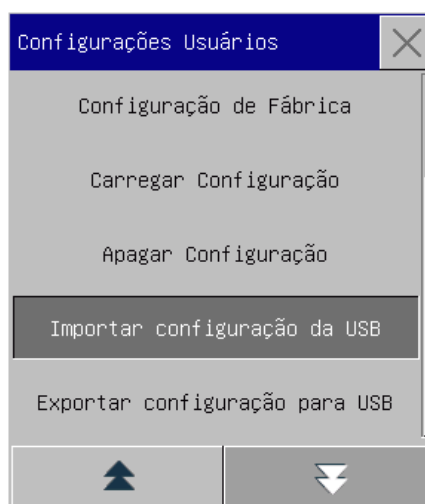 Configurações Usuários
Configuração de Fábrica
Carregar Configuração
Apagar Configuração
Importar configuração da USB
Exportar configuração para USB